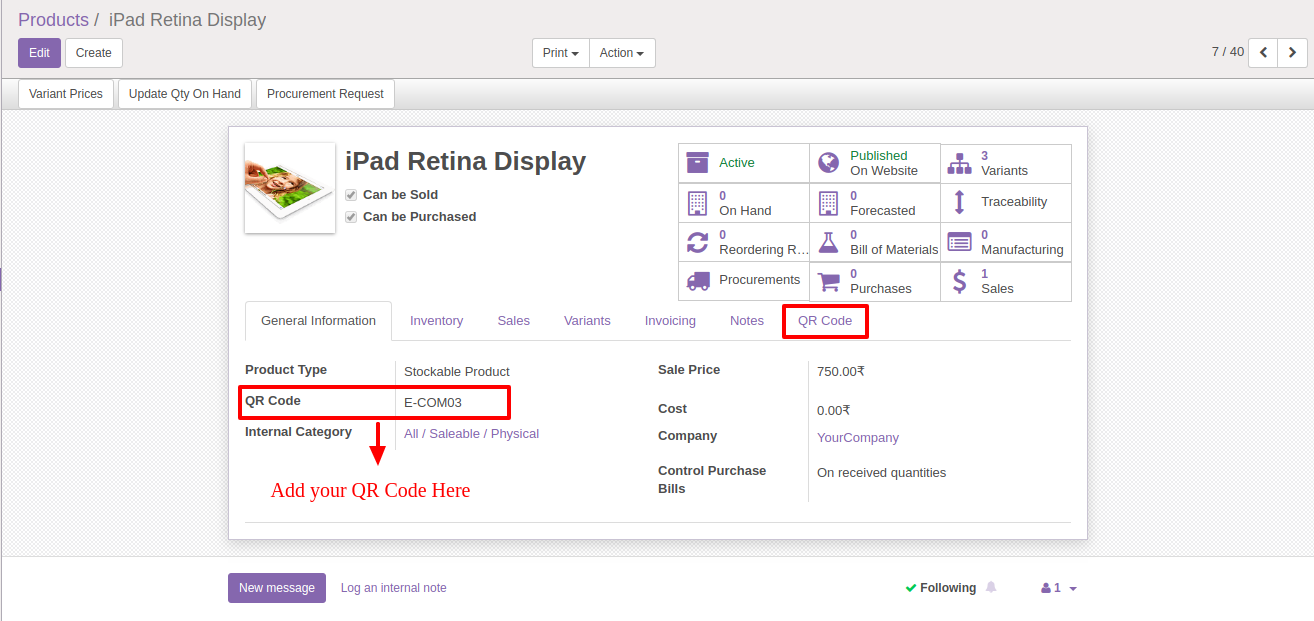 Products / iPad Retina Display
Edit Create Print Action 7 / 40
Variant Prices Update Qty On Hand Procurement Request
iPad Retina Display
Can be Sold
Can be Purchased
Active
Published
On Website
3
Variants
0
On Hand
0
Forecasted
Traceability
0
Reordering R...
0
Bill of Materials
0
Manufacturing
Procurements
0
Purchases
1
Sales
General Information Inventory Sales Variants Invoicing Notes QR Code
Product Type Stockable Product
QR Code E-COM03
Internal Category All / Saleable / Physical
Add your QR Code Here
Sale Price 750.00₹
Cost 0.00₹
Company YourCompany
Control Purchase
Bills
On received quantities
New message Log an internal note Following 1